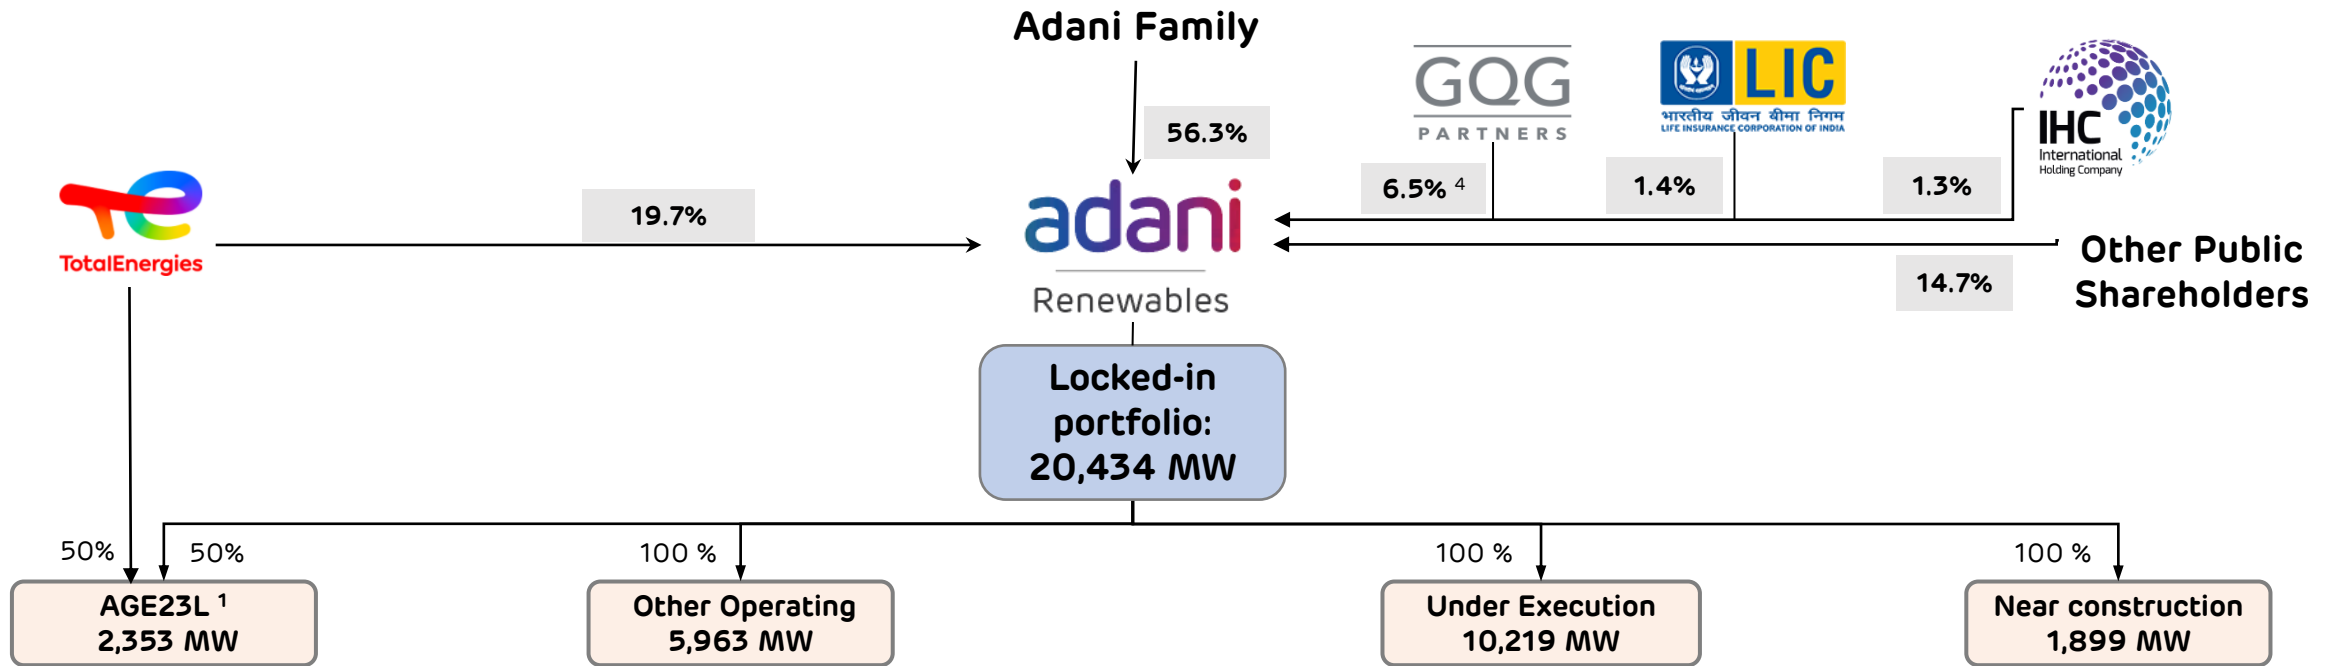 Adani Family
56.3%
GQG
PARTNERS
LIC
भारतीय जीवन बीमा निगम
LIFE INSURANCE CORPORATION OF INDIA
IHC
International
Holding Company
6.5% 4
1.4%
1.3%
TotalEnergies
19.7%
adani
Renewables
Other Public
Shareholders
14.7%
Locked-in
portfolio:
20,434 MW
50%
50%
100 %
100 %
100 %
AGE23L 1
2,353 MW
Other Operating
5,963 MW
Under Execution
10,219 MW
Near construction
1,899 MW